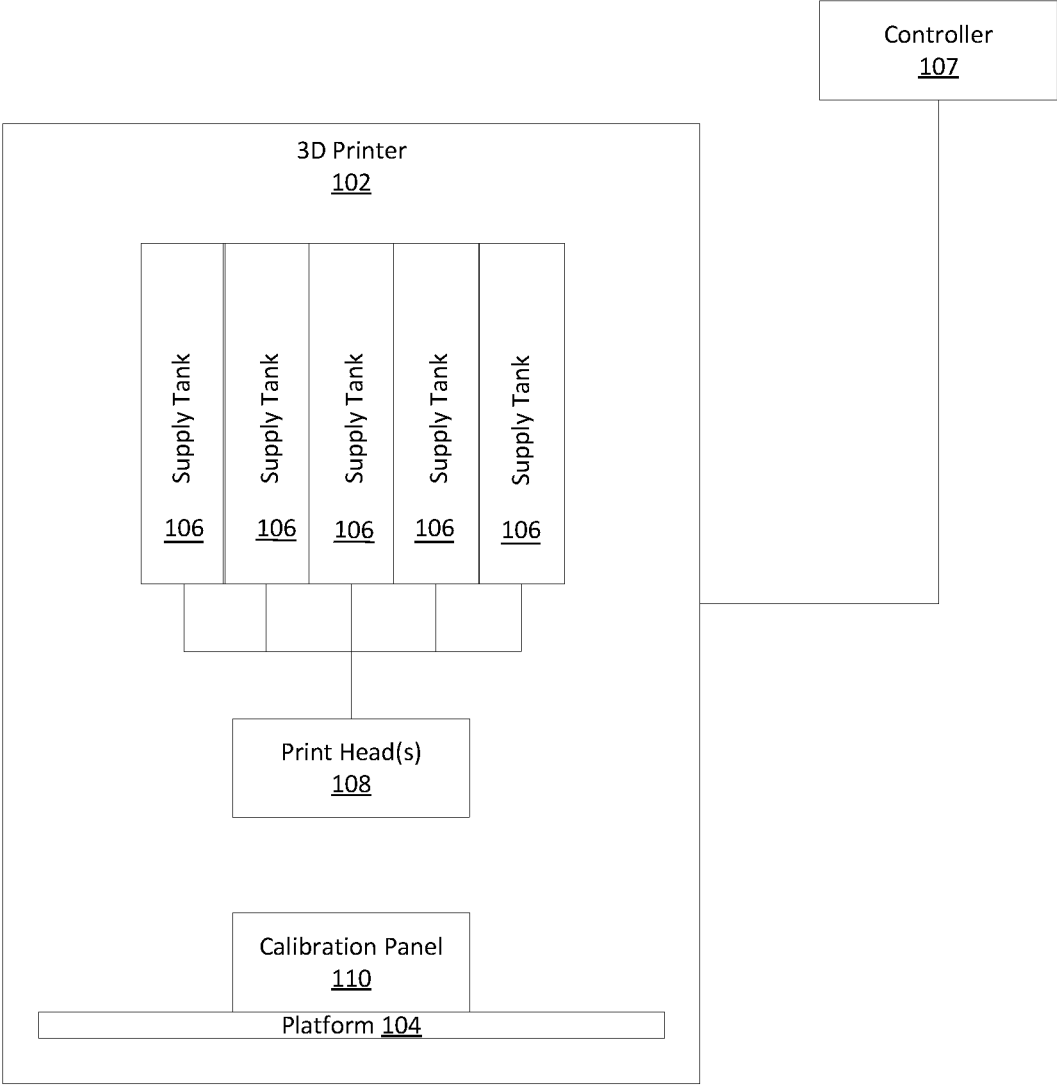 Controller
107
3D Printer
102
Supply Tank
106
Supply Tank
106
Supply Tank
106
Supply Tank
106
Supply Tank
106
Print Head(s)
108
Calibration Panel
110
Platform 104